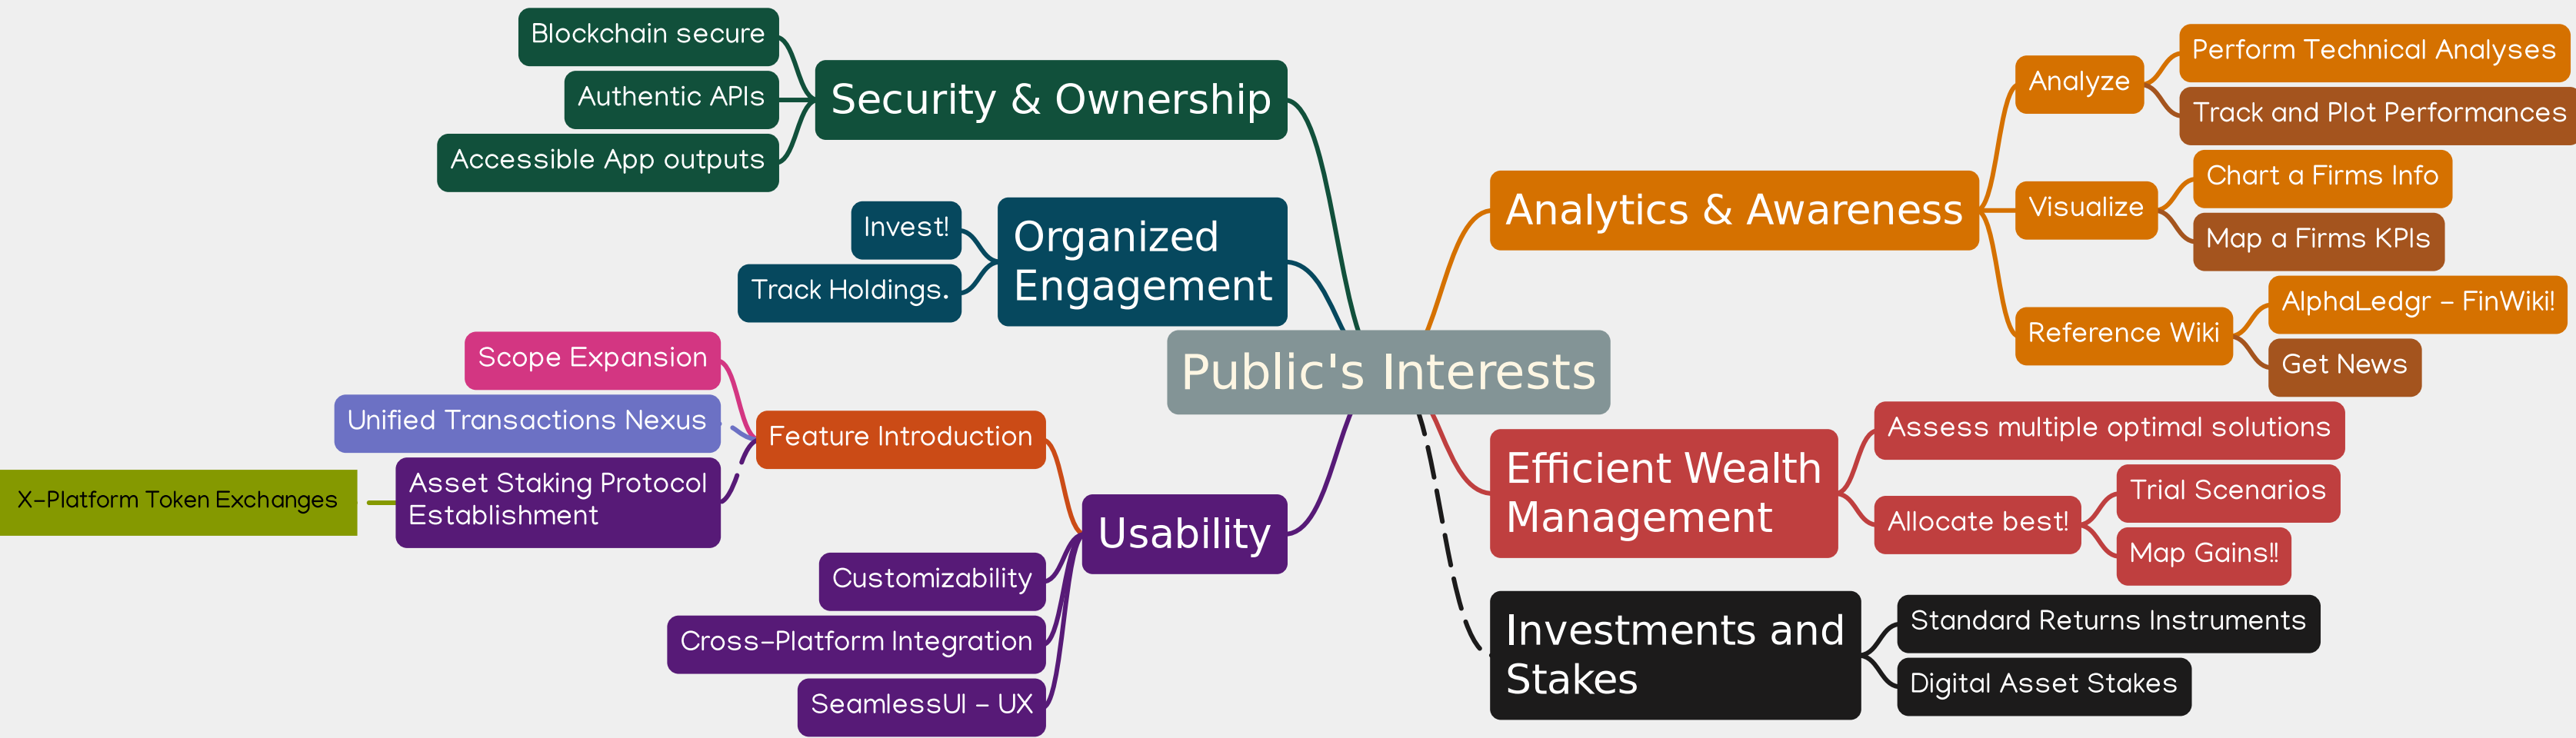 Blockchain secure
Authentic APIs
Accessible App outputs
Security & Ownership
Invest!
Track Holdings.
Organized
Engagement
Scope Expansion
Unified Transactions Nexus
X-Platform Token Exchanges
Asset Staking Protocol
Establishment
Feature Introduction
Customizability
Cross-Platform Integration
SeamlessUI - UX
Usability
Public's Interests
Analytics & Awareness
Analyze
Perform Technical Analyses
Track and Plot Performances
Visualize
Chart a Firms Info
Map a Firms KPIs
Reference Wiki
AlphaLedgr - FinWiki!
Get News
Efficient Wealth
Management
Assess multiple optimal solutions
Allocate best!
Trial Scenarios
Map Gains!!
Investments and
Stakes
Standard Returns Instruments
Digital Asset Stakes